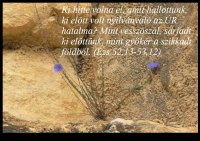 Ki hitte volna el, amit hallottunk,
ki előtt volt nyilvánvaló az ÚR
hatalma? Mint vesszőszál, sarjadt
ki előttünk, mint gyökér a szikkadt
földből. (Ézs 52,13-53,12)